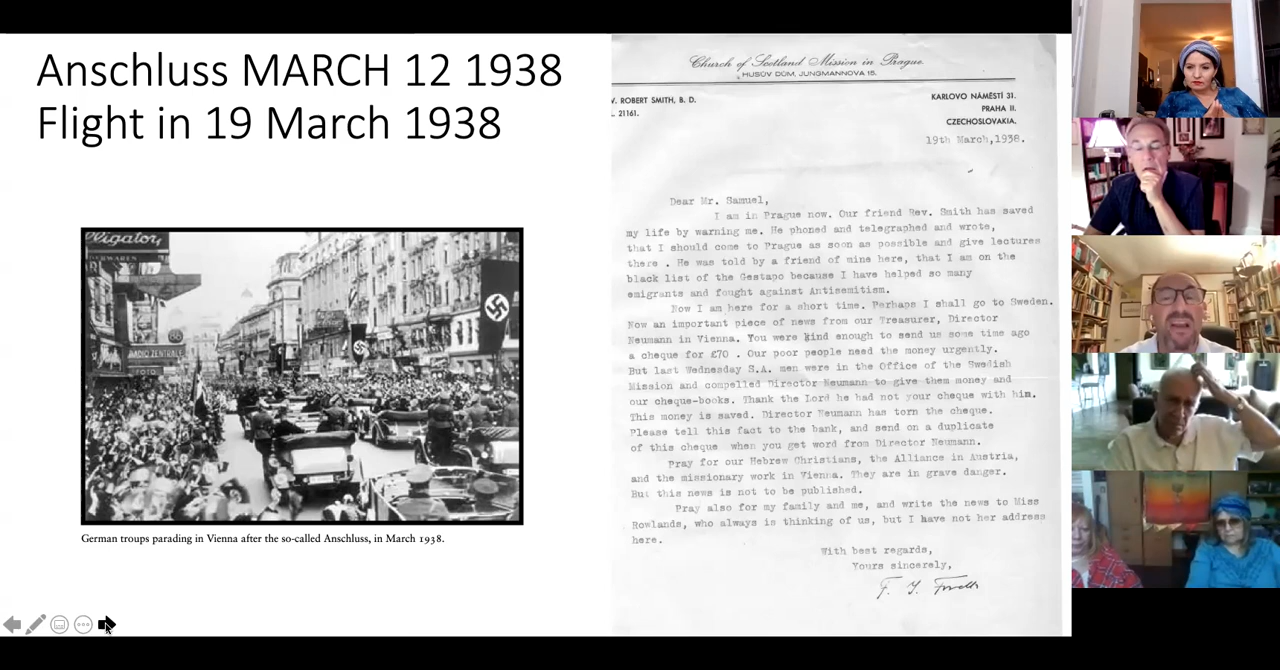 Anschluss MARCH 12 1938
Flight in 19 March 1938
lligator
RADIO ZENTRALE
FOTO
German troups parading in Vienna after the so-called Anschluss, in March 1938.
Church of Scotland Mission in Prague.
HUSŮV DŮM, JUNGMANNOVA 15.
V. ROBERT SMITH, B. D.
. 21161.
KARLOVO NÁMĚSTÍ 31.
PRAHA II.
CZECHOSLOVAKIA.
19th March,1938.
Dear Mr. Samuel,
I am in Prague now. Our friend Rev. Smith has saved
my life by warning me. He phoned and telegraphed and wrote,
that I should come to Prague as soon as possible and give lectures
there . He was told by a friend of mine here, that I am on the
black list of the Gestapo because I have helped so many
emigrants and fought against Antisemitism.
Now I am here for a short time. Perhaps I shall go to Sweden.
Now an important piece of news from our Treasurer, Director
Neumann in Vienna. You were kind enough to send us some time ago
a cheque for £70 . Our poor people need the money urgently.
But last Wednesday S.A. men were in the Office of the Swedish
Mission and compelled Director Neumann to give them money and
our cheque-books. Thank the Lord he had not your cheque with him.
This money is saved. Director Neumann has torn the cheque.
Please tell this fact to the bank, and send on a duplicate
of this cheque when you get word from Director Neumann.
Pray for our Hebrew Christians, the Alliance in Austria,
and the missionary work in Vienna. They are in grave danger.
But this news is not to be published.
Pray also for my family and me, and write the news to Miss
Rowlands, who always is thinking of us, but I have not her address
here.
With best regards,
Yours sincerely,